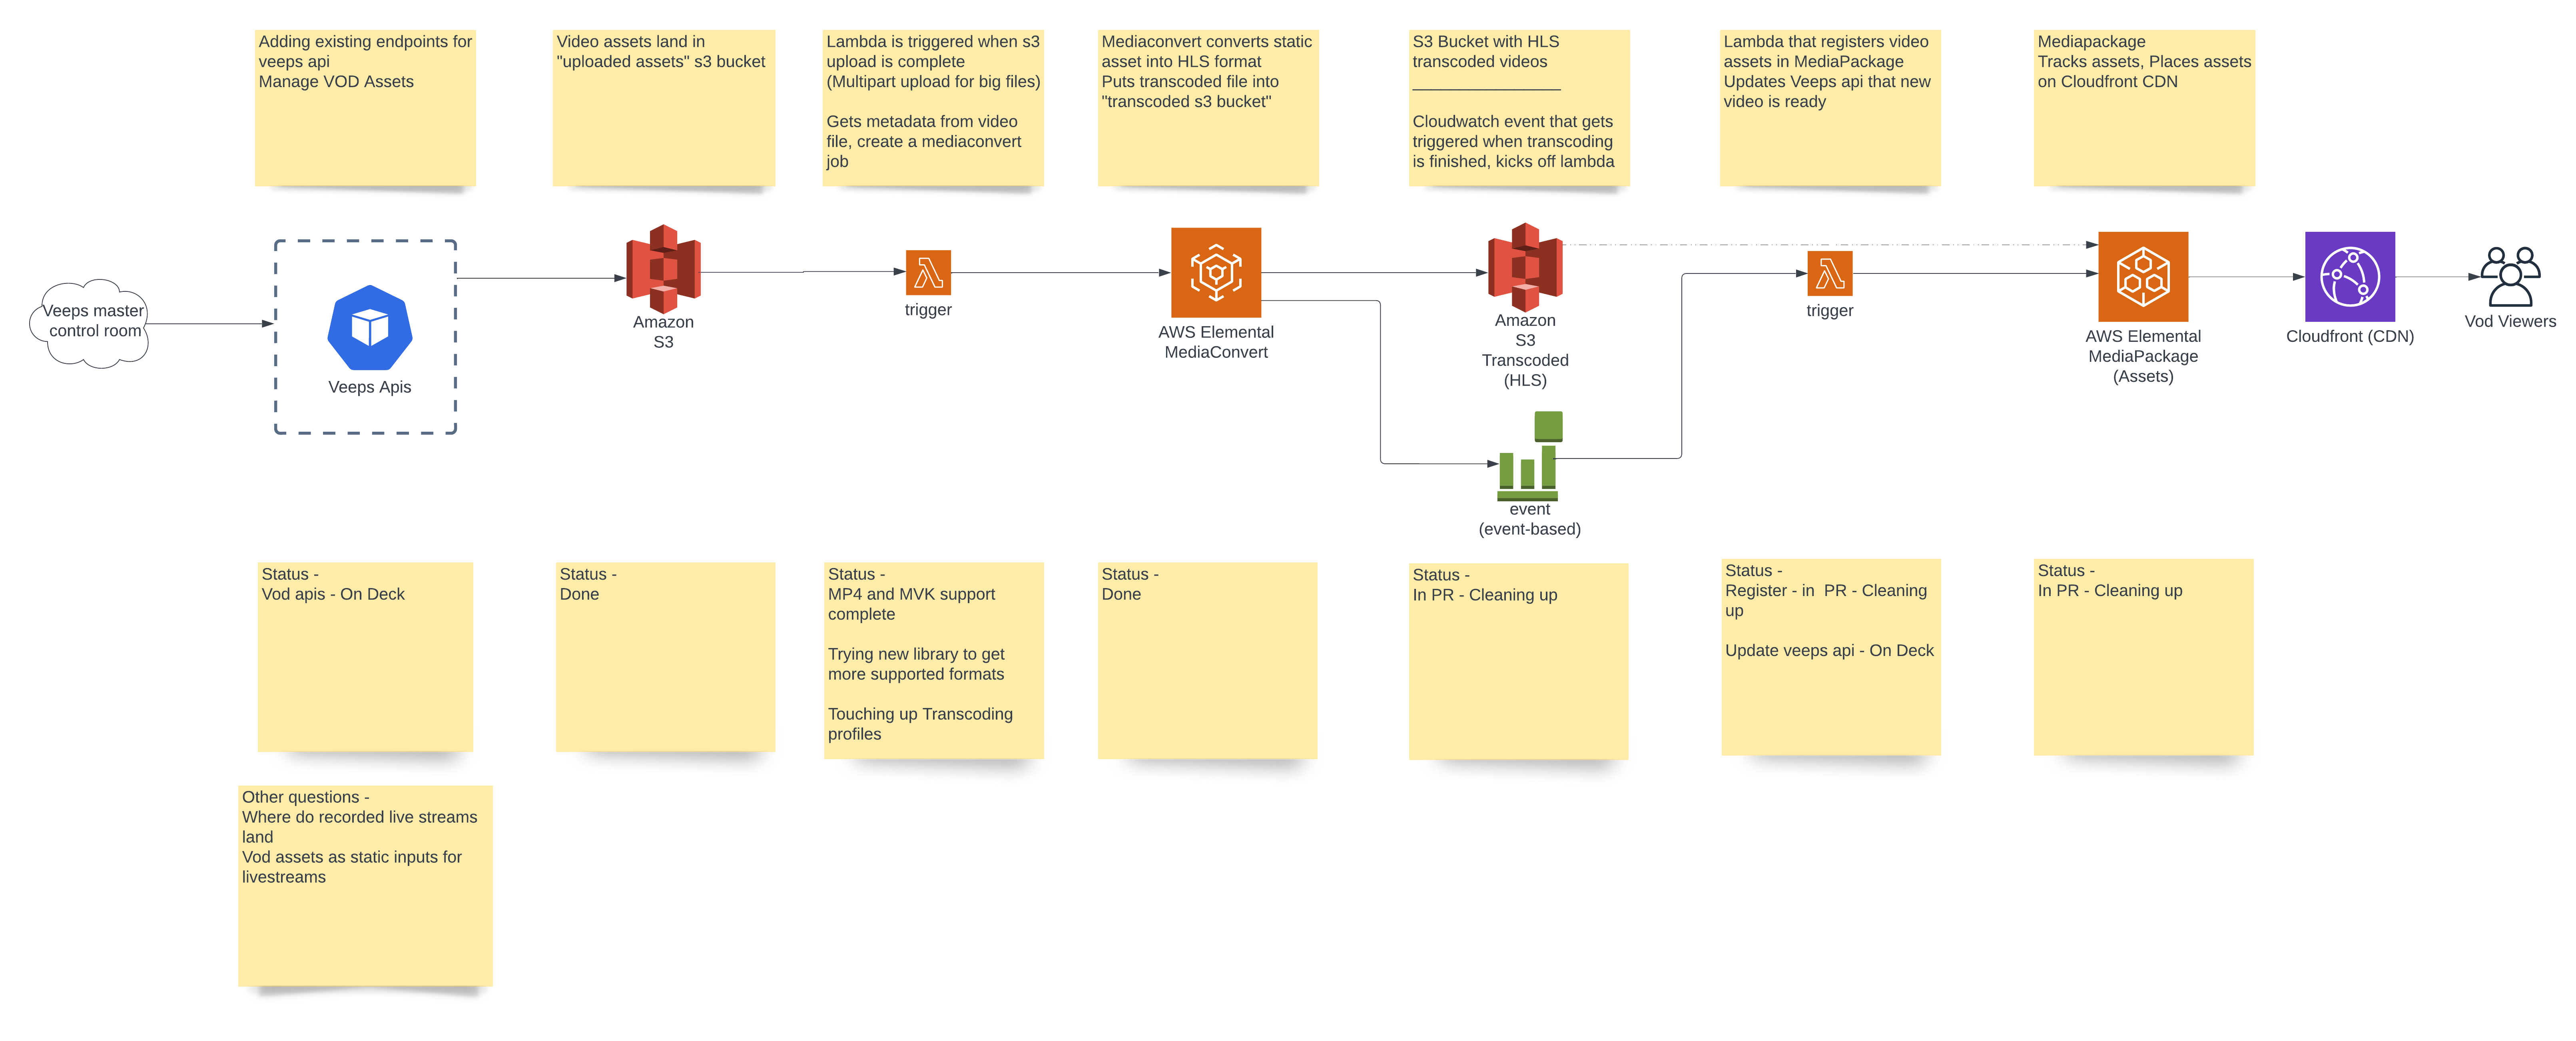 Adding existing endpoints for
veeps api
Manage VOD Assets
Video assets land in
"uploaded assets" s3 bucket
Lambda is triggered when s3
upload is complete
(Multipart upload for big files)
Gets metadata from video
file, create a mediaconvert
job
Mediaconvert converts static
asset into HLS format
Puts transcoded file into
"transcoded s3 bucket"
S3 Bucket with HLS
transcoded videos
________________
Cloudwatch event that gets
triggered when transcoding
is finished, kicks off lambda
Lambda that registers video
assets in MediaPackage
Updates Veeps api that new
video is ready
Mediapackage
Tracks assets, Places assets
on Cloudfront CDN
Veeps master
control room
Veeps Apis
Amazon
S3
trigger
AWS Elemental
MediaConvert
Amazon
S3
Transcoded
(HLS)
event
(event-based)
trigger
AWS Elemental
MediaPackage
(Assets)
Cloudfront (CDN)
Vod Viewers
Status -
Vod apis - On Deck
Status -
Done
Status -
MP4 and MVK support
complete
Trying new library to get
more supported formats
Touching up Transcoding
profiles
Status -
Done
Status -
In PR - Cleaning up
Status -
Register - in  PR - Cleaning
up
Update veeps api - On Deck
Status -
In PR - Cleaning up
Other questions -
Where do recorded live streams
land
Vod assets as static inputs for
livestreams